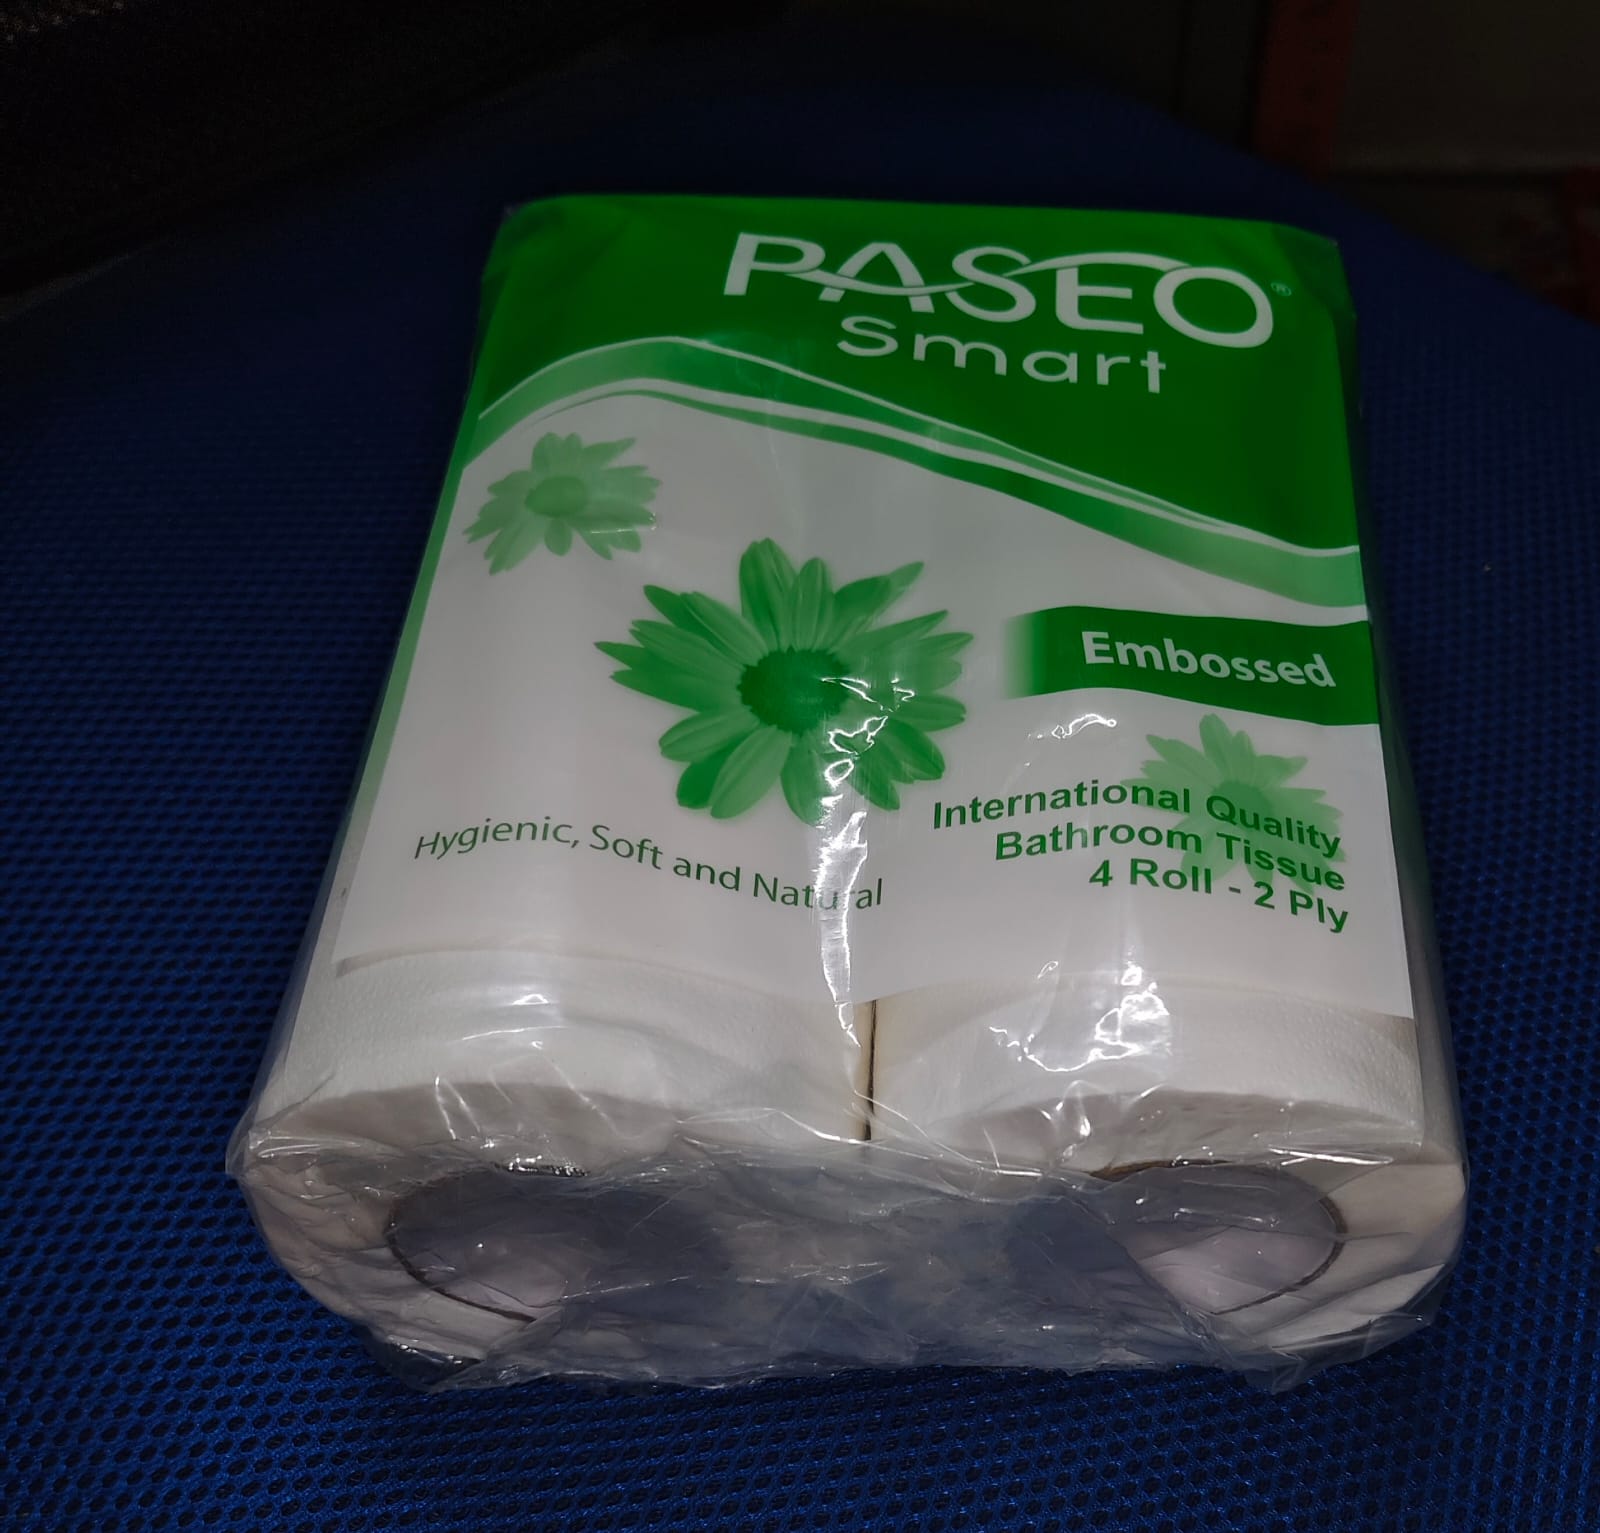 PASEO®
Smart
Embossed
International Quality
Bathroom Tissue
4 Roll - 2 Ply
Hygienic, Soft and Natural